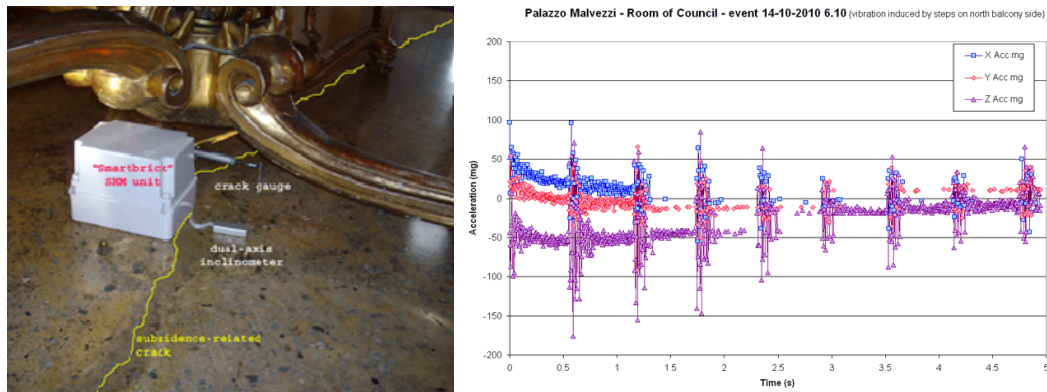 "Smartbrick"
SHM unit
crack gauge
dual-axis
inclinometer
subsidence-related
crack
Palazzo Malvezzi - Room of Council - event 14-10-2010 6.10 (vibration induced by steps on north balcony side)
200
150
100
50
0
-50
-100
-150
-200
Acceleration (mg)
X Acc mg
Y Acc mg
Z Acc mg
0
0.5
1
1.5
2
2.5
3
3.5
4
4.5
5
Time (s)